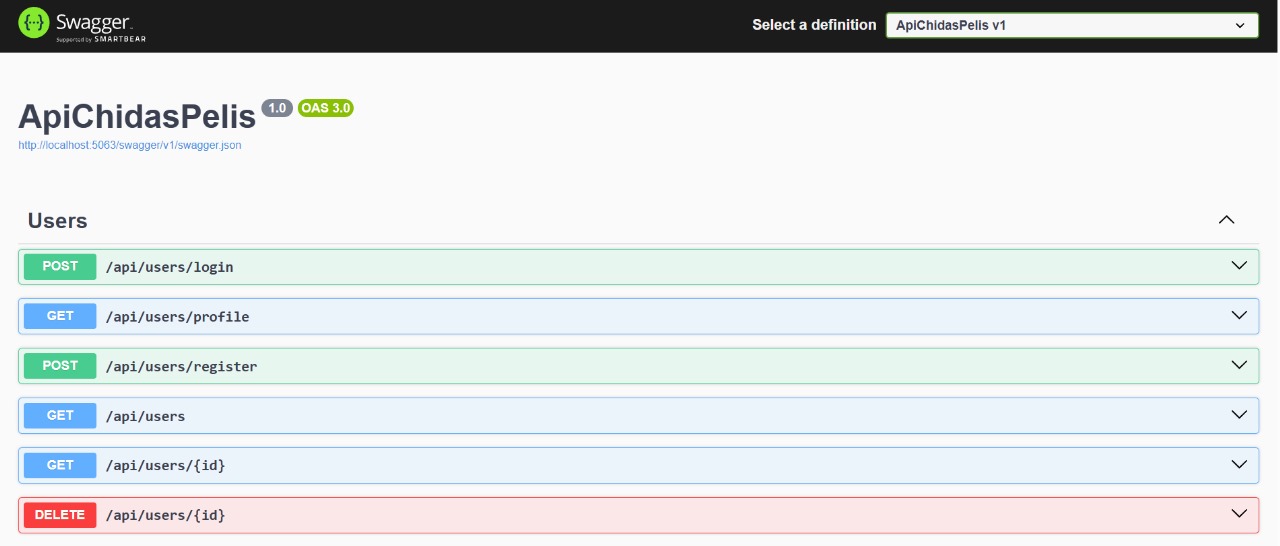 {··} Swagger
Supported by SMARTBEAR
Select a definition ApiChidasPelis v1
ApiChidasPelis 1.0 OAS 3.0
http://localhost:5063/swagger/v1/swagger.json
Users
POST /api/users/login
GET /api/users/profile
POST /api/users/register
GET /api/users
GET /api/users/{id}
DELETE /api/users/{id}